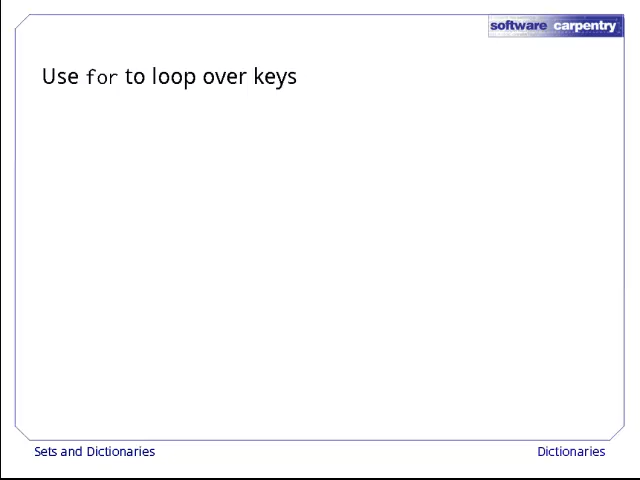 software carpentry
Use for to loop over keys
Sets and Dictionaries
Dictionaries